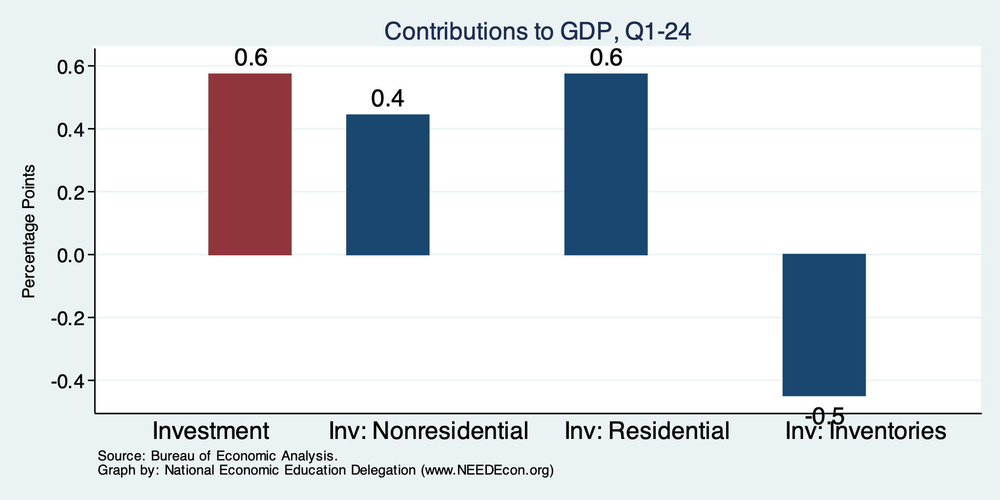 Contributions to GDP, Q1-24
Percentage Points
0.6
0.4
0.2
0.0
-0.2
-0.4
0.6
0.4
0.6
-0.5
Investment
Inv: Nonresidential
Inv: Residential
Inv: Inventories
Source: Bureau of Economic Analysis.
Graph by: National Economic Education Delegation (www.NEEDEcon.org)